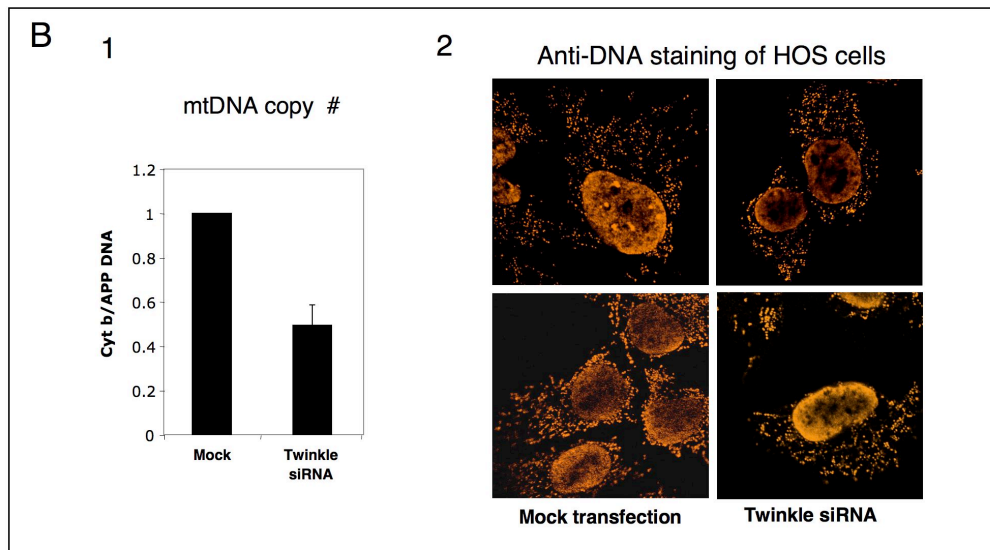 B
1
mtDNA copy #
Cyt b/APP DNA
1.2
1
0.8
0.6
0.4
0.2
0
Mock
Twinkle
siRNA
2
Anti-DNA staining of HOS cells
Mock transfection
Twinkle siRNA